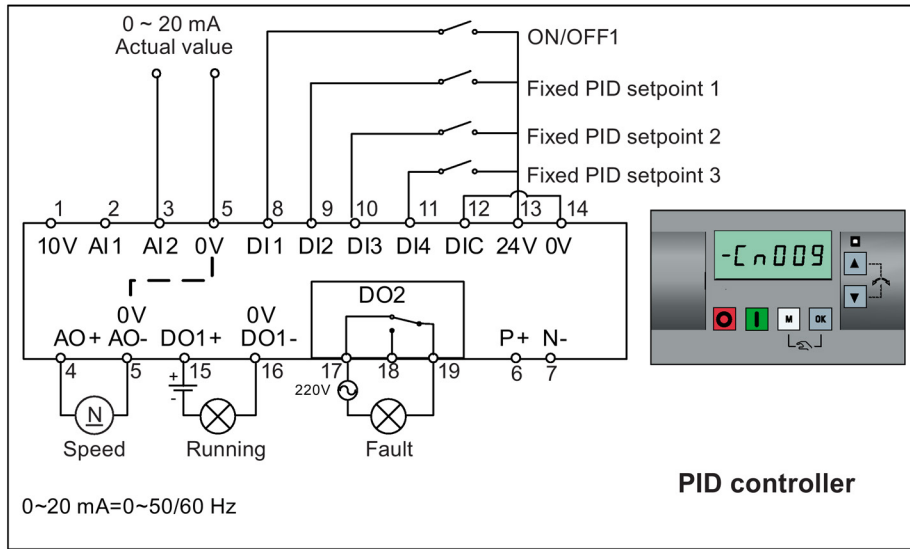 0 ~ 20 mA
Actual value
ON/OFF1
Fixed PID setpoint 1
Fixed PID setpoint 2
Fixed PID setpoint 3
1 2 3 5 8 9 10 11 12 13 14
10V AI1 AI2 0V DI1 DI2 DI3 DI4 DIC 24V 0V
-Cn009
M OK
DO2
0V 0V
AO+ AO- DO1+ DO1- P+ N-
4 5 15 16 17 18 19 6 7
+
-
220V
N
Speed Running Fault
PID controller
0~20 mA=0~50/60 Hz